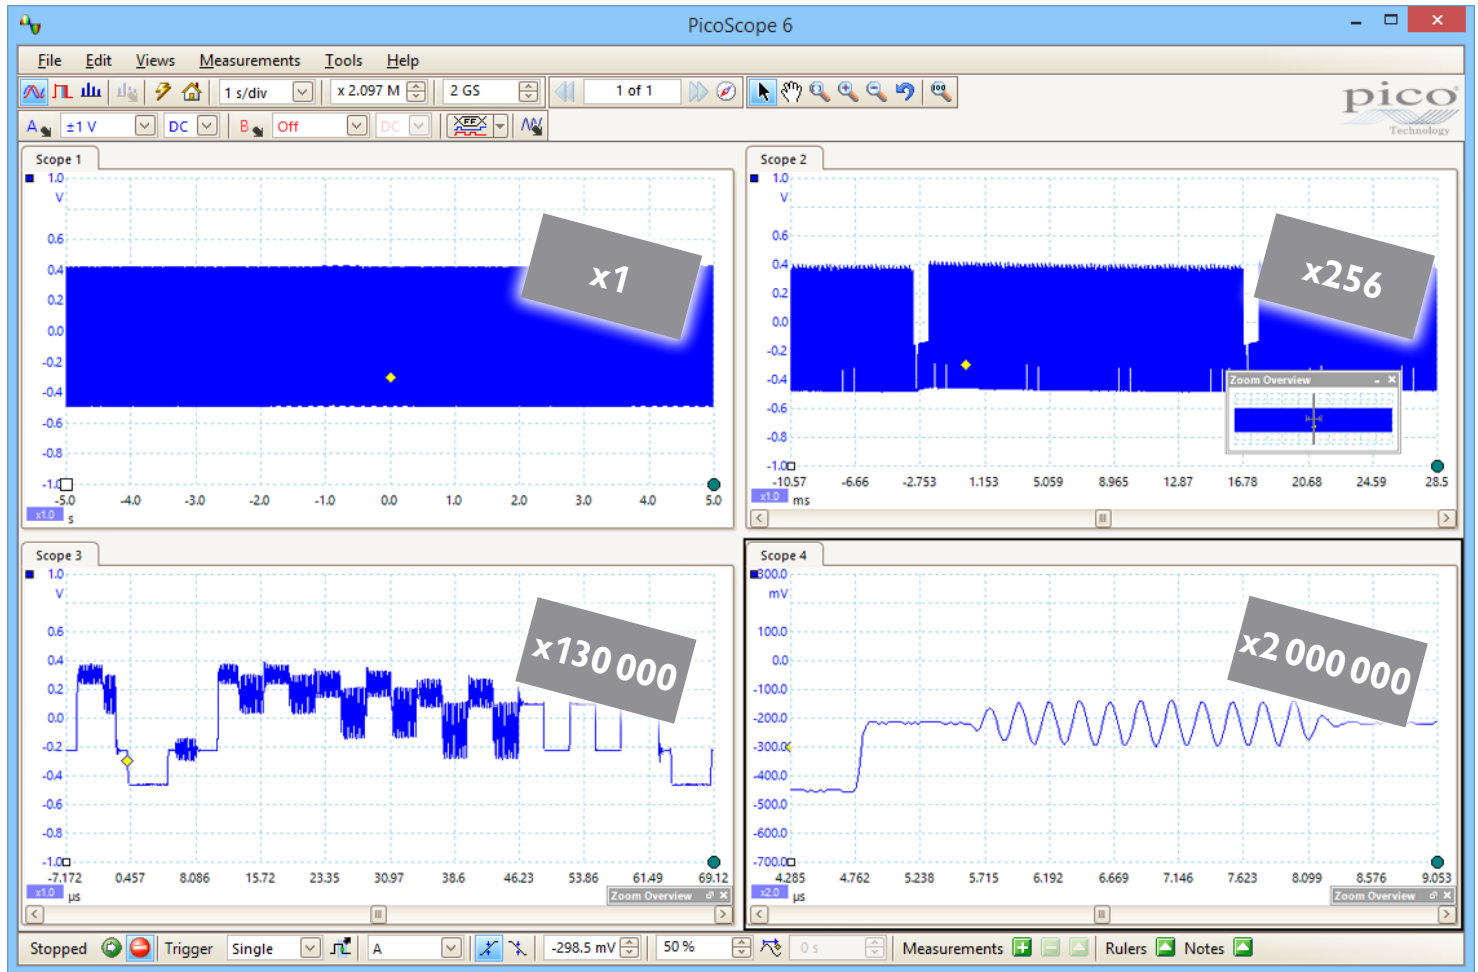 PicoScope 6
File Edit Views Measurements Tools Help
1 s/div x 2.097 M 2 GS 1 of 1
A ±1 V DC B Off DC
pico
Technology
Scope 1
1.0
V
0.6
0.4
0.2
0.0
-0.2
-0.4
-0.6
-0.8
-1.0
-5.0 -4.0 -3.0 -2.0 -1.0 0.0 1.0 2.0 3.0 4.0 5.0
x1.0 s
x1
Scope 2
1.0
V
0.6
0.4
0.2
0.0
-0.2
-0.4
-0.6
-0.8
-1.0
-10.57 -6.66 -2.753 1.153 5.059 8.965 12.87 16.78 20.68 24.59 28.5
x1.0 ms
x256
Zoom Overview
Scope 3
1.0
V
0.6
0.4
0.2
0.0
-0.2
-0.4
-0.6
-0.8
-1.0
-7.172 0.457 8.086 15.72 23.35 30.97 38.6 46.23 53.86 61.49 69.12
x1.0 µs
x130 000
Zoom Overview
Scope 4
300.0
mV
100.0
0.0
-100.0
-200.0
-300.0
-400.0
-500.0
-600.0
-700.0
4.285 4.762 5.238 5.715 6.192 6.669 7.146 7.623 8.099 8.576 9.053
x2.0 µs
x2 000 000
Zoom Overview
Stopped Trigger Single A -298.5 mV 50 % 0 s Measurements Rulers Notes